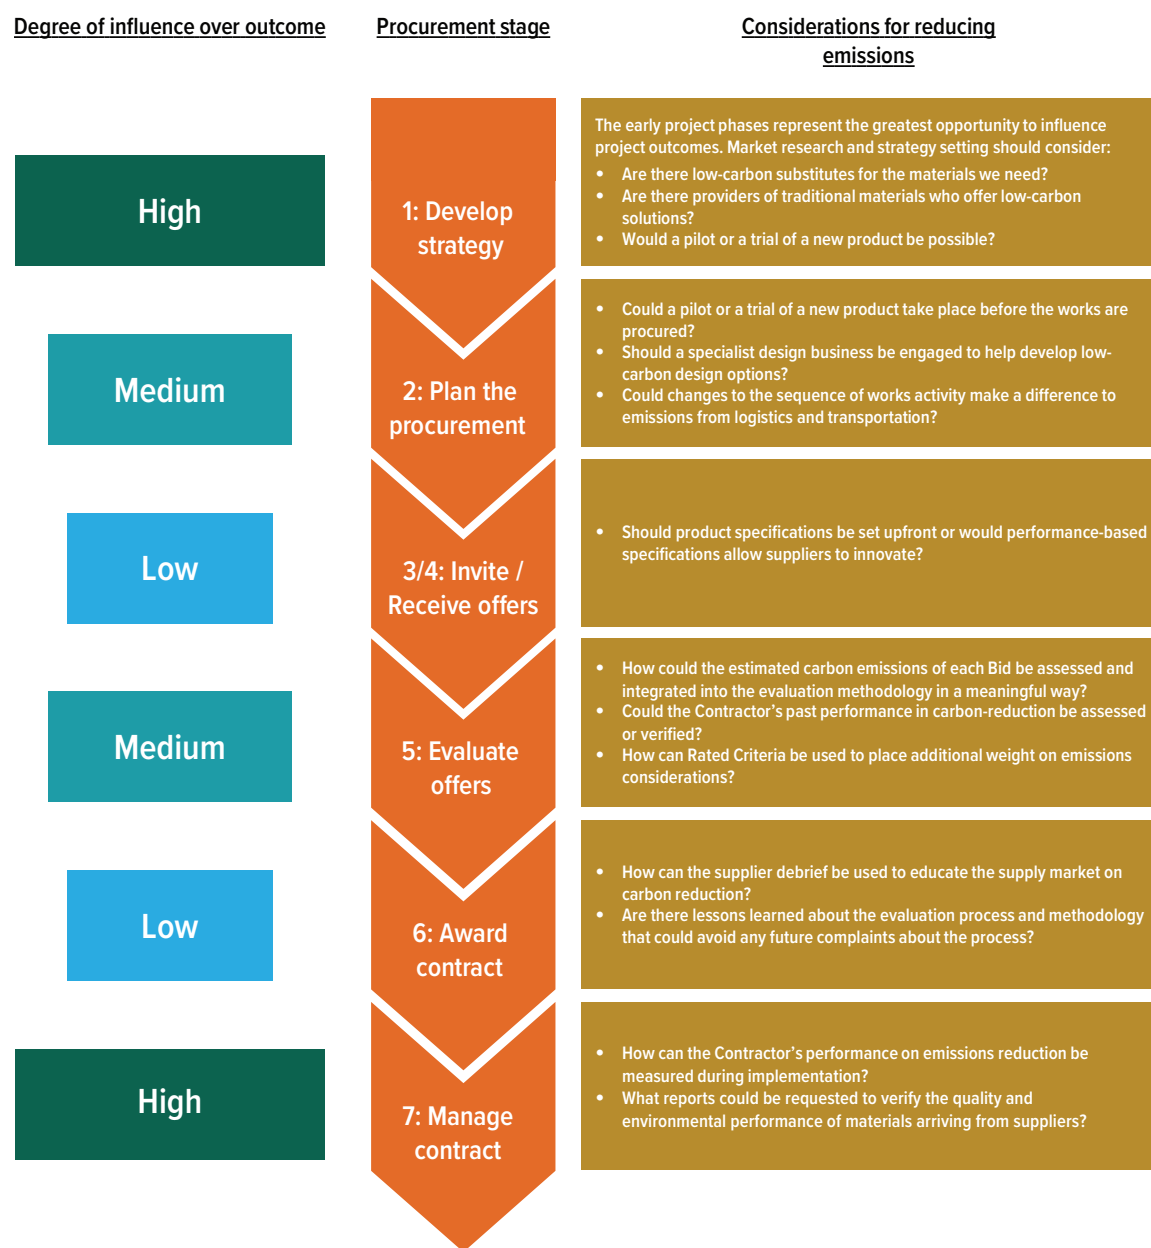 Degree of influence over outcome
Procurement stage
Considerations for reducing
emissions
High
1: Develop
strategy
The early project phases represent the greatest opportunity to influence
project outcomes. Market research and strategy setting should consider:
• Are there low-carbon substitutes for the materials we need?
• Are there providers of traditional materials who offer low-carbon
solutions?
• Would a pilot or a trial of a new product be possible?
Medium
2: Plan the
procurement
• Could a pilot or a trial of a new product take place before the works are
procured?
• Should a specialist design business be engaged to help develop low-
carbon design options?
• Could changes to the sequence of works activity make a difference to
emissions from logistics and transportation?
Low
3/4: Invite /
Receive offers
• Should product specifications be set upfront or would performance-based
specifications allow suppliers to innovate?
Medium
5: Evaluate
offers
• How could the estimated carbon emissions of each Bid be assessed and
integrated into the evaluation methodology in a meaningful way?
• Could the Contractor’s past performance in carbon-reduction be assessed
or verified?
• How can Rated Criteria be used to place additional weight on emissions
considerations?
Low
6: Award
contract
• How can the supplier debrief be used to educate the supply market on
carbon reduction?
• Are there lessons learned about the evaluation process and methodology
that could avoid any future complaints about the process?
High
7: Manage
contract
• How can the Contractor’s performance on emissions reduction be
measured during implementation?
• What reports could be requested to verify the quality and
environmental performance of materials arriving from suppliers?